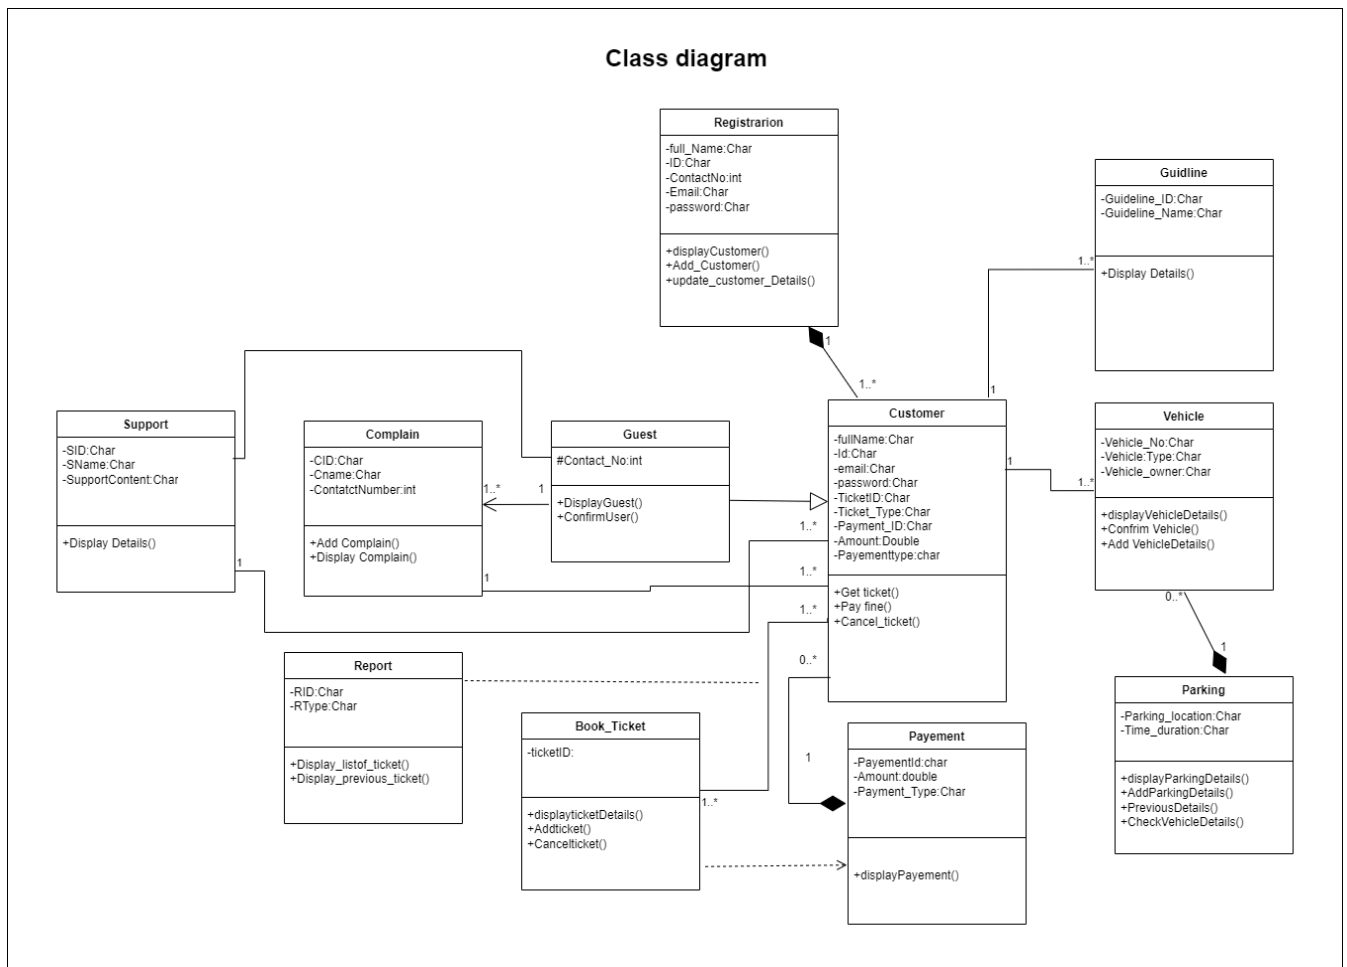 Class diagram
Registrarion
-full_Name:Char
-ID:Char
-ContactNo:int
-Email:Char
-password:Char
+displayCustomer()
+Add_Customer()
+update_customer_Details()
1
1..*
Guidline
-Guideline_ID:Char
-Guideline_Name:Char
+Display Details()
1..*
1
Support
-SID:Char
-SName:Char
-SupportContent:Char
+Display Details()
1
Complain
-CID:Char
-Cname:Char
-ContatctNumber:int
+Add Complain()
+Display Complain()
1..*
1
1
Guest
#Contact_No:int
+DisplayGuest()
+ConfirmUser()
Customer
-fullName:Char
-Id:Char
-email:Char
-password:Char
-TicketID:Char
-Ticket_Type:Char
-Payment_ID:Char
-Amount:Double
-Payementtype:char
+Get ticket()
+Pay fine()
+Cancel_ticket()
1..*
1..*
1..*
0..*
1
1..*
Vehicle
-Vehicle_No:Char
-Vehicle:Type:Char
-Vehicle_owner:Char
+displayVehicleDetails()
+Confrim Vehicle()
+Add VehicleDetails()
0..*
1
Parking
-Parking_location:Char
-Time_duration:Char
+displayParkingDetails()
+AddParkingDetails()
+PreviousDetails()
+CheckVehicleDetails()
Report
-RID:Char
-RType:Char
+Display_listof_ticket()
+Display_previous_ticket()
Book_Ticket
-ticketID:
+displayticketDetails()
+Addticket()
+Cancelticket()
1..*
1
Payement
-PayementId:char
-Amount:double
-Payment_Type:Char
+displayPayement()